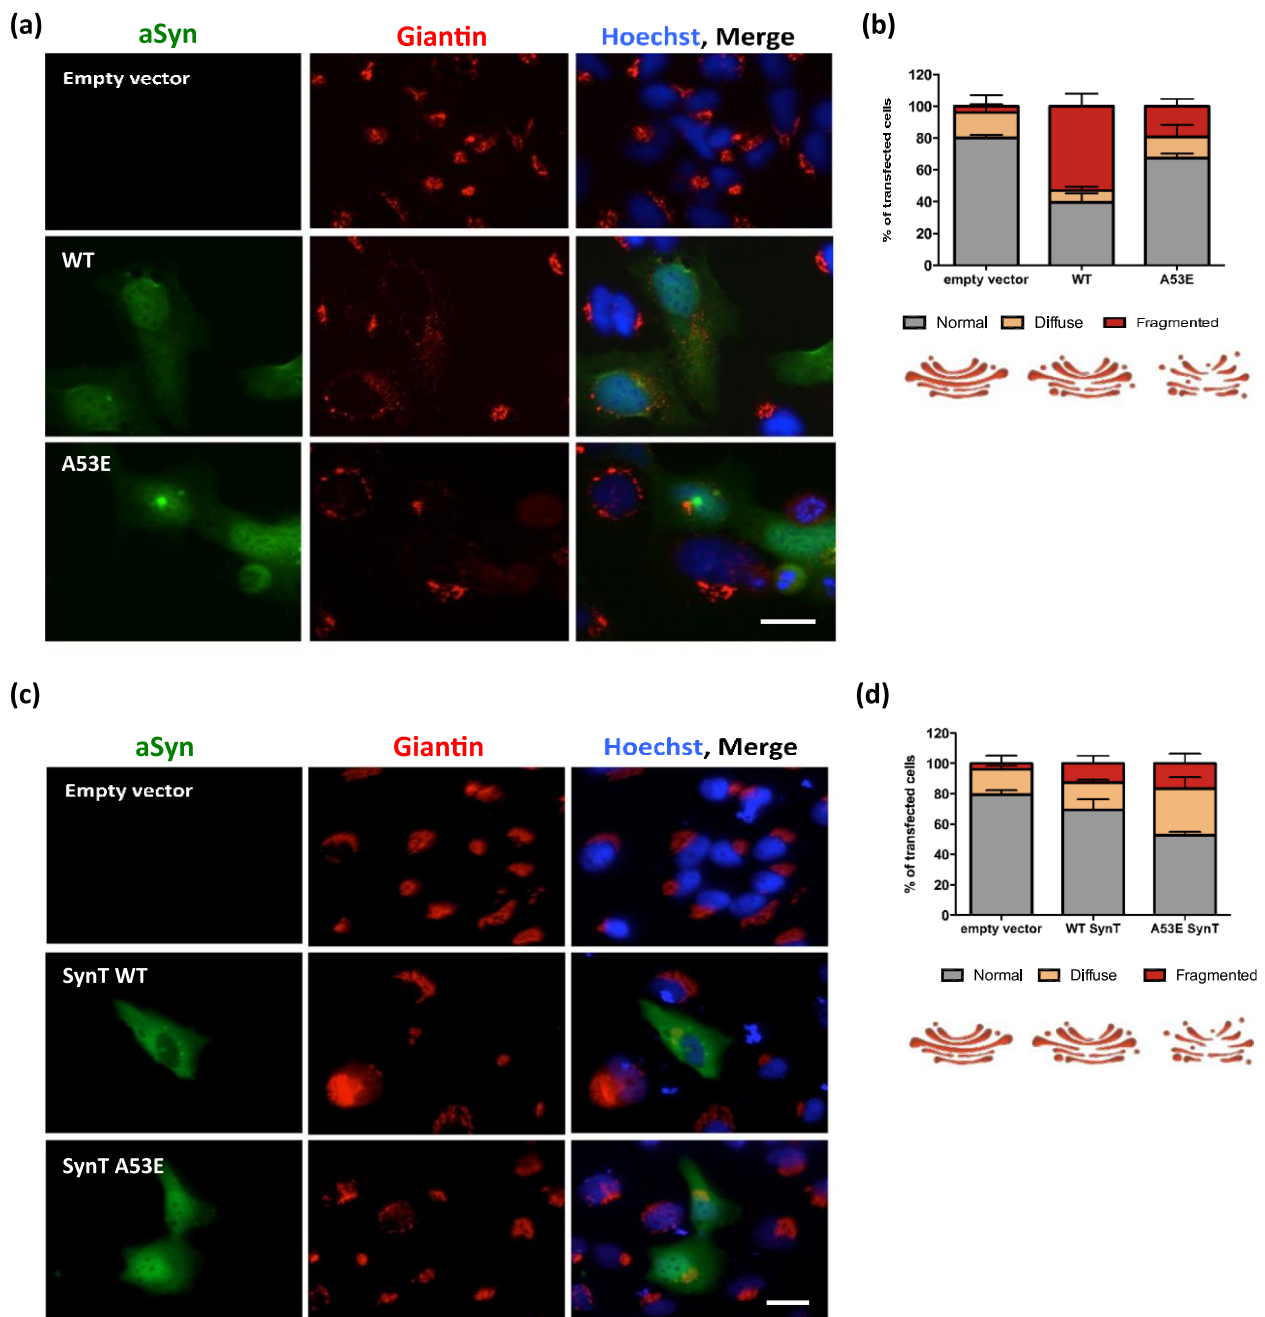 (a)
aSyn Giantin Hoechst, Merge
Empty vector
WT
A53E
(b)
% of transfected cells
120
100
80
60
40
20
0
empty vector WT A53E
Normal Diffuse Fragmented
(c)
aSyn Giantin Hoechst, Merge
Empty vector
SynT WT
SynT A53E
(d)
% of transfected cells
120
100
80
60
40
20
0
empty vector WT SynT A53E SynT
Normal Diffuse Fragmented